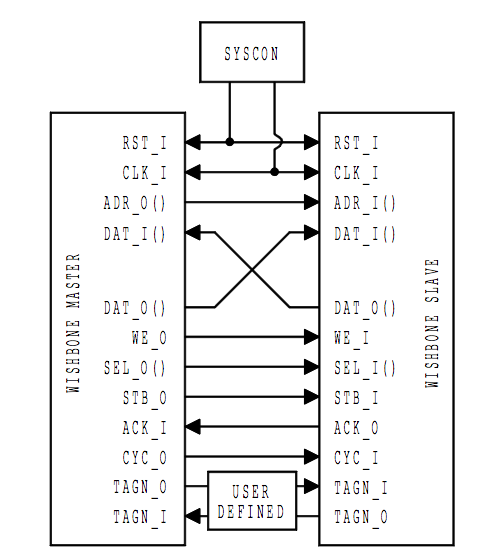 SYSCON
RST_I RST_I
CLK_I CLK_I
ADR_O() ADR_I()
DAT_I() DAT_I()
WISHBONE MASTER
WISHBONE SLAVE
DAT_O() DAT_O()
WE_O WE_I
SEL_O() SEL_I()
STB_O STB_I
ACK_I ACK_O
CYC_O CYC_I
TAGN_O TAGN_I
USER
DEFINED
TAGN_I TAGN_O